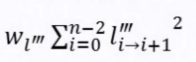 w_{l'''} \sum_{i=0}^{n-2} l'''_{i \to i+1}{}^2